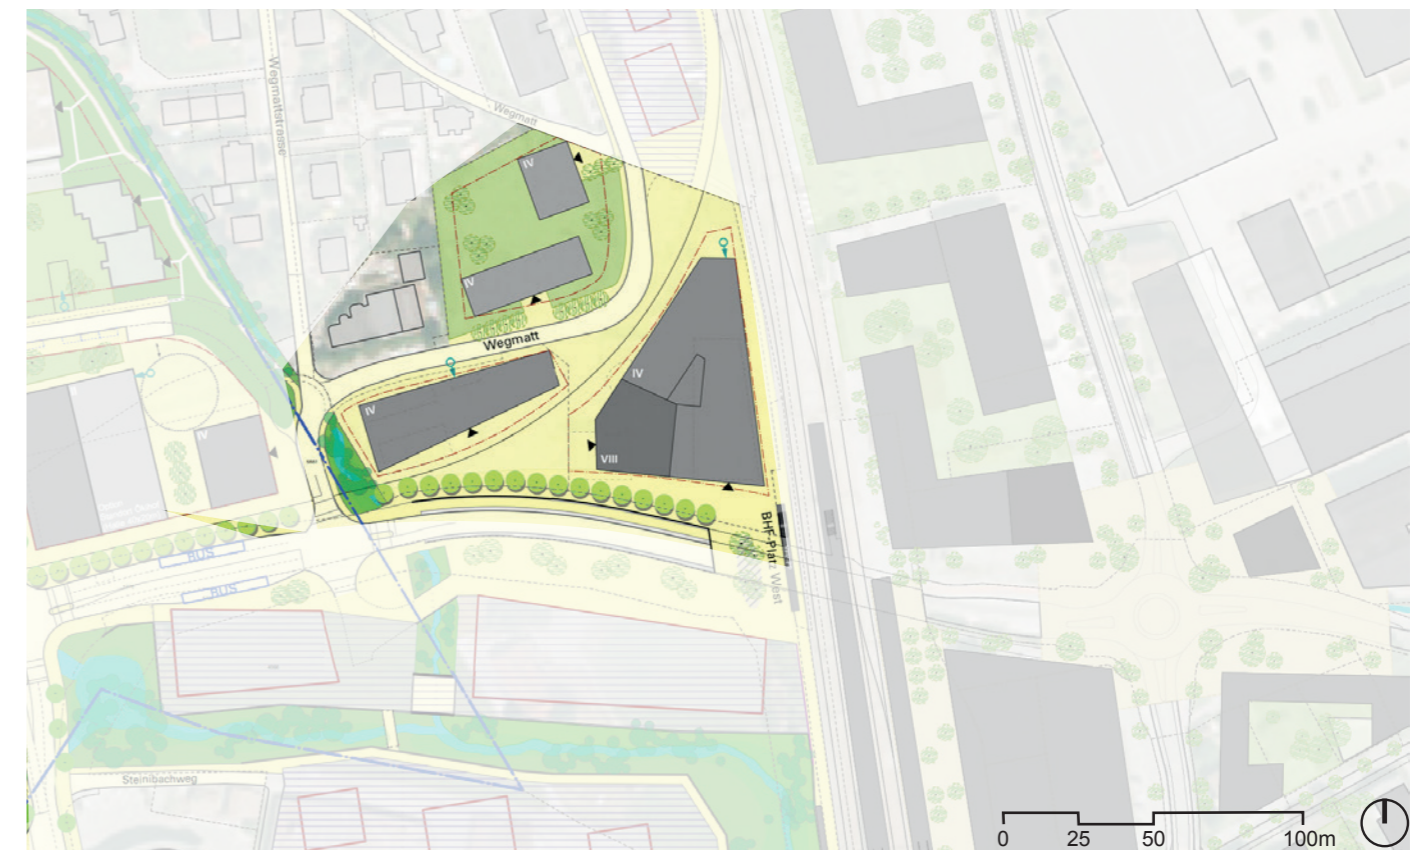 Wegmattstrasse
Wegmatt
IV
IV
Wegmatt
IV
IV
IV
VIII
BHF-Platz West
BUS
BUS
Steinibachweg
0 25 50 100m